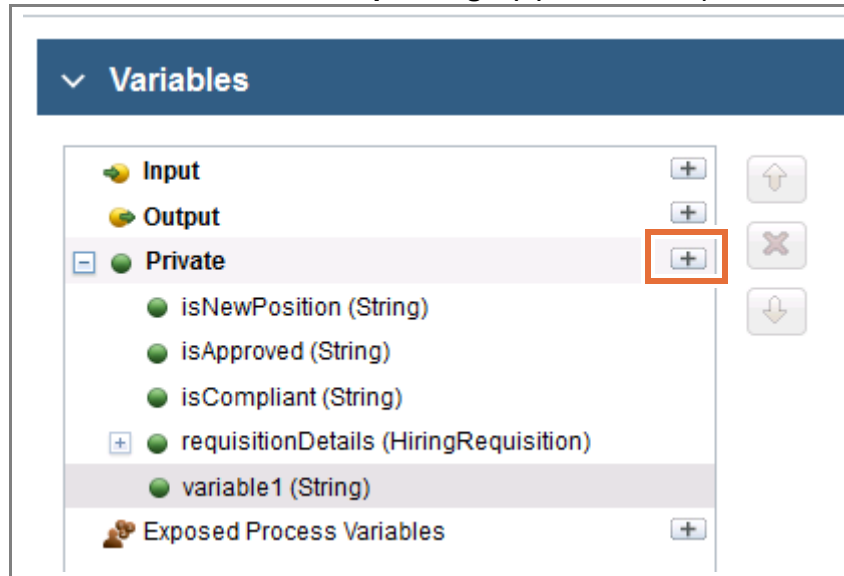 Variables
Input
Output
Private
isNewPosition (String)
isApproved (String)
isCompliant (String)
requisitionDetails (HiringRequisition)
variable1 (String)
Exposed Process Variables